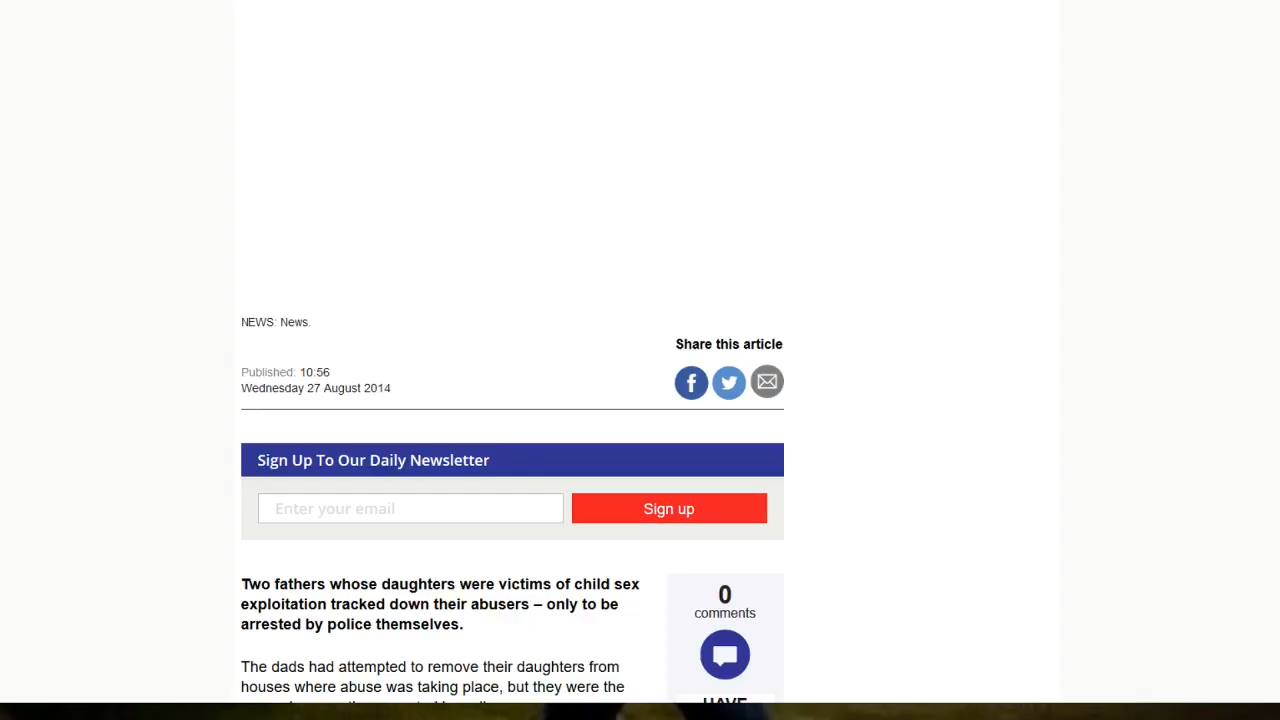 NEWS: News.
Share this article
Published: 10:56
Wednesday 27 August 2014
Sign Up To Our Daily Newsletter
Enter your email
Sign up
Two fathers whose daughters were victims of child sex
exploitation tracked down their abusers – only to be
arrested by police themselves.
0
comments
The dads had attempted to remove their daughters from
houses where abuse was taking place, but they were the
HAVE